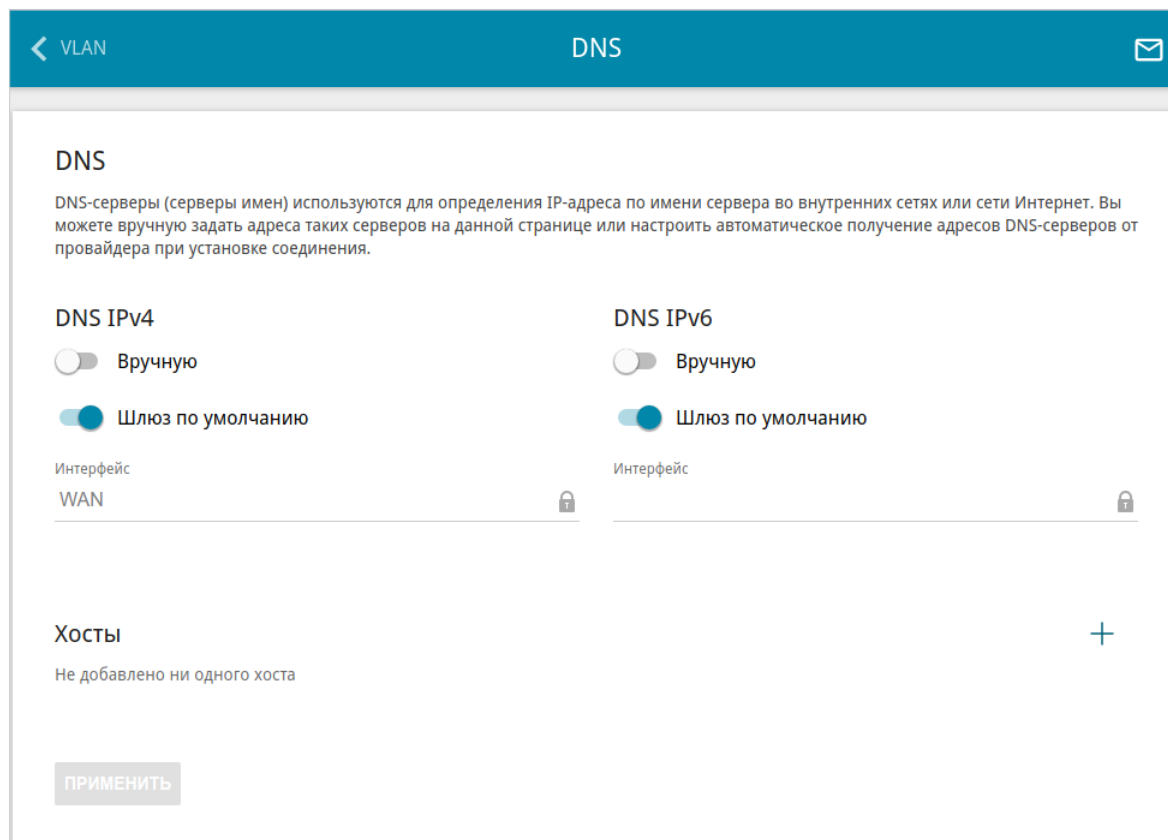 VLAN
DNS
DNS
DNS-серверы (серверы имен) используются для определения IP-адреса по имени сервера во внутренних сетях или сети Интернет. Вы
можете вручную задать адреса таких серверов на данной странице или настроить автоматическое получение адресов DNS-серверов от
провайдера при установке соединения.
DNS IPv4
Вручную
Шлюз по умолчанию
Интерфейс
WAN
DNS IPv6
Вручную
Шлюз по умолчанию
Интерфейс
Хосты
Не добавлено ни одного хоста
ПРИМЕНИТЬ